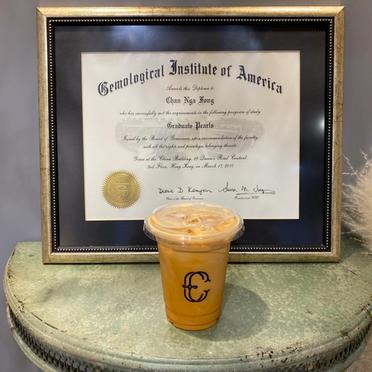 Gemological Institute of America
Awards this Diploma to
Chan Nga Fong
who has successfully met the requirements in the following program of study
Graduate Pearls
Issued by the Board of Governors, upon recommendation of the faculty,
with all the rights and privileges belonging thereto.
Given at the China Building, 29 Queen's Road Central
2nd Floor, Hong Kong, on March 17, 2015